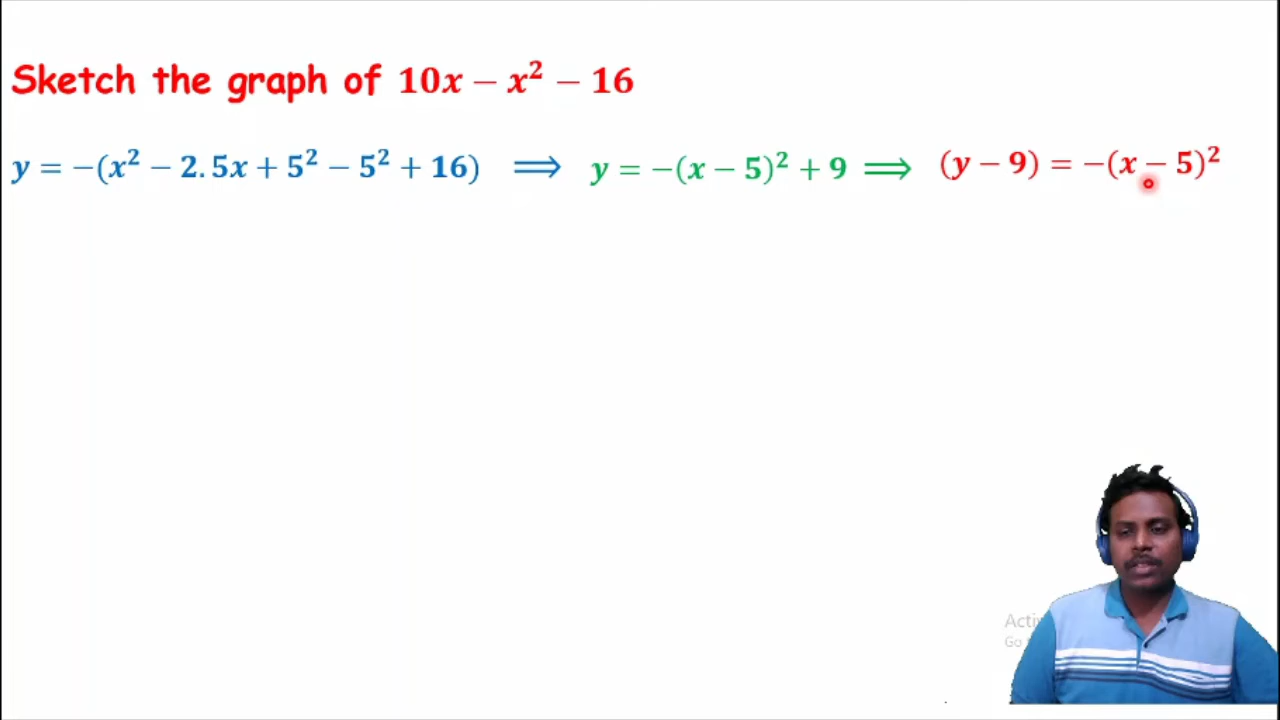 Sketch the graph of 10x − x² − 16
y = −(x² − 2.5x + 5² − 5² + 16) ⟹ y = −(x − 5)² + 9 ⟹ (y − 9) = −(x − 5)²